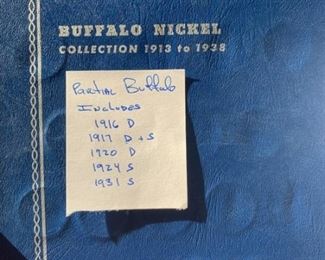 BUFFALO NICKEL
COLLECTION 1913 to 1938
Partial Buffalo
Includes
1916 D
1917 D + S
1920 D
1924 S
1931 S